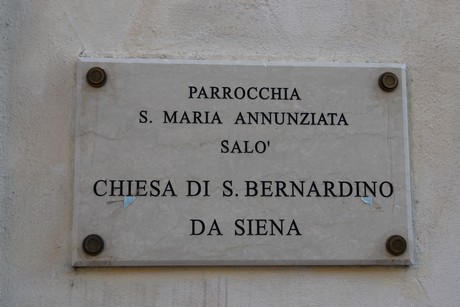 PARROCCHIA
S. MARIA ANNUNZIATA
SALO'
CHIESA DI S. BERNARDINO
DA SIENA